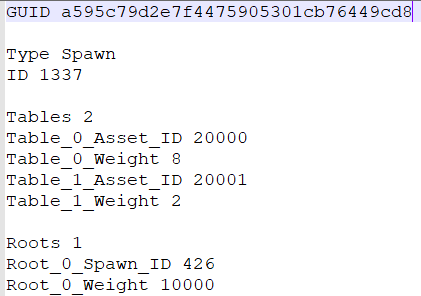 GUID a595c79d2e7f4475905301cb76449cd8
Type Spawn
ID 1337
Tables 2
Table_0_Asset_ID 20000
Table_0_Weight 8
Table_1_Asset_ID 20001
Table_1_Weight 2
Roots 1
Root_0_Spawn_ID 426
Root_0_Weight 10000